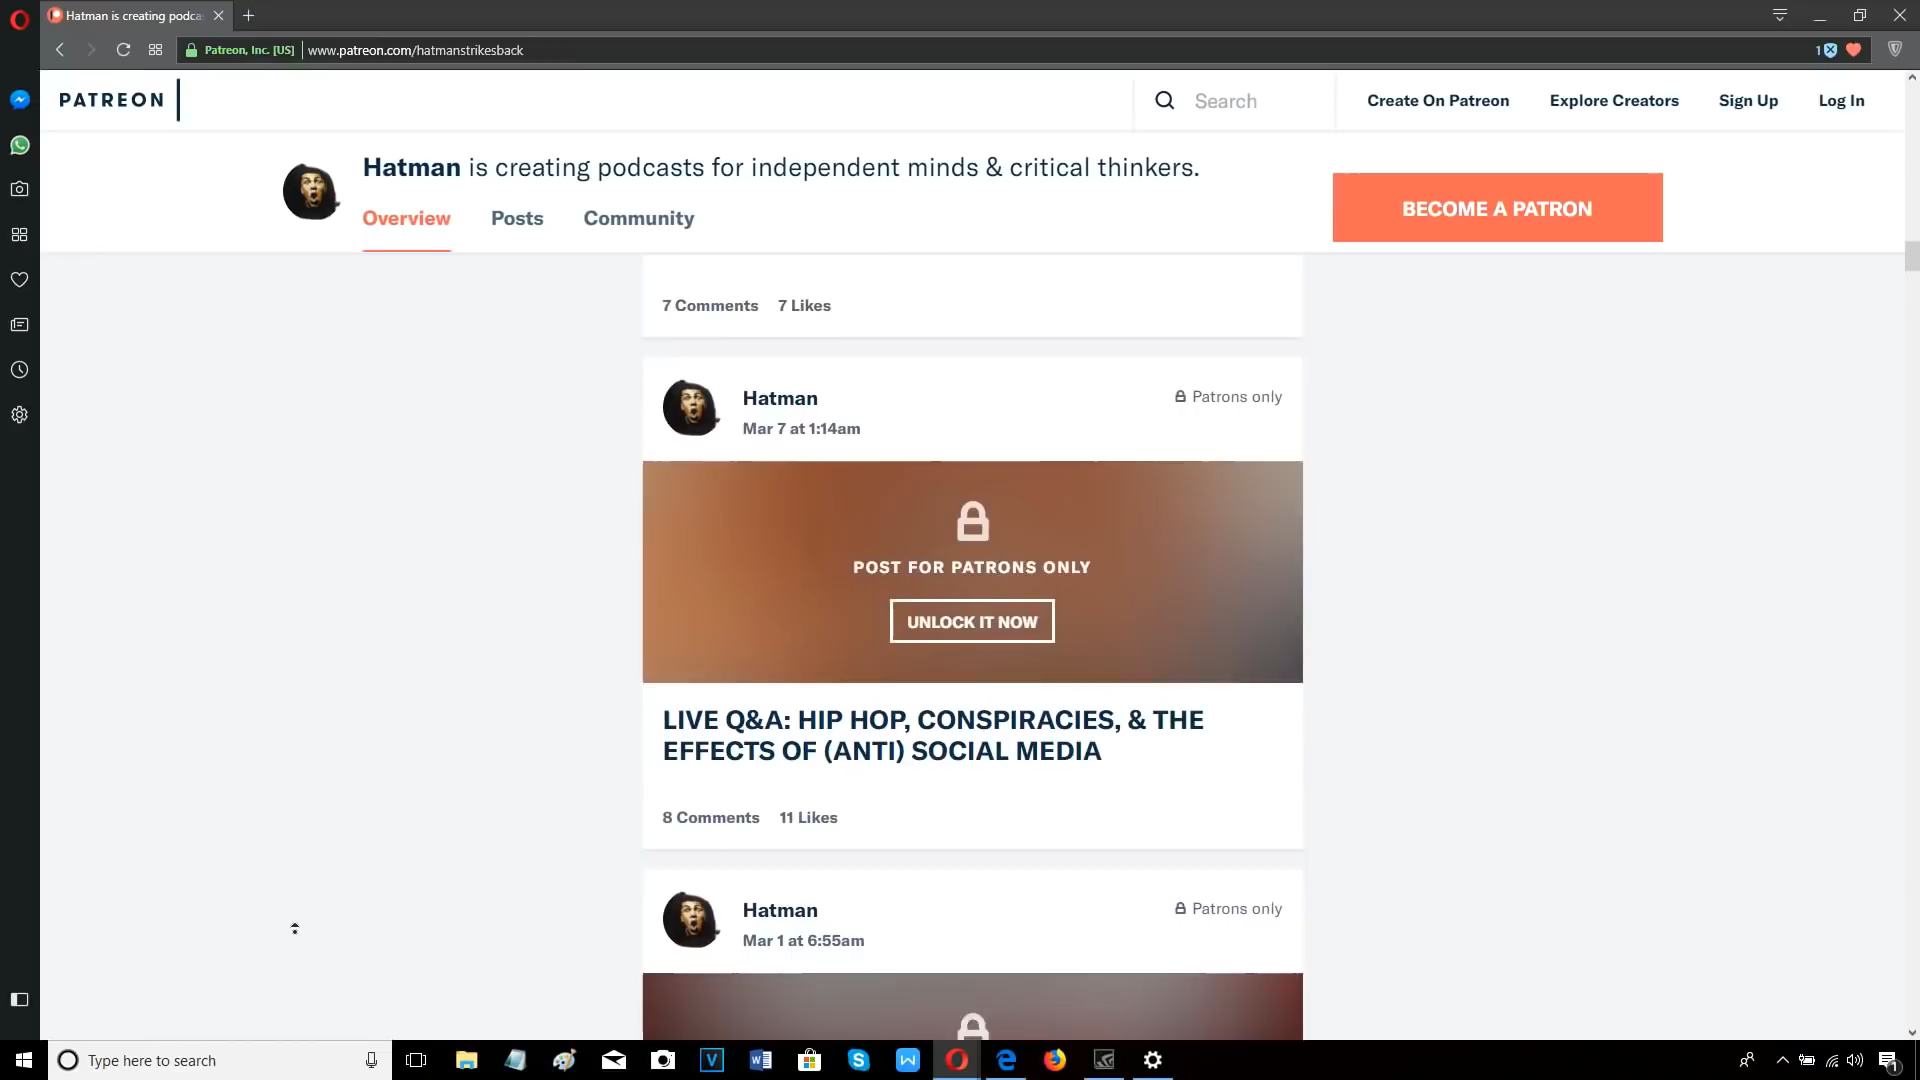 Hatman is creating podca
Patreon, Inc. [US]
www.patreon.com/hatmanstrikesback
1
PATREON
Search
Create On Patreon
Explore Creators
Sign Up
Log In
Hatman is creating podcasts for independent minds & critical thinkers.
Overview
Posts
Community
BECOME A PATRON
7 Comments
7 Likes
Hatman
Patrons only
Mar 7 at 1:14am
POST FOR PATRONS ONLY
UNLOCK IT NOW
LIVE Q&A: HIP HOP, CONSPIRACIES, & THE
EFFECTS OF (ANTI) SOCIAL MEDIA
8 Comments
11 Likes
Hatman
Patrons only
Mar 1 at 6:55am
Type here to search
1